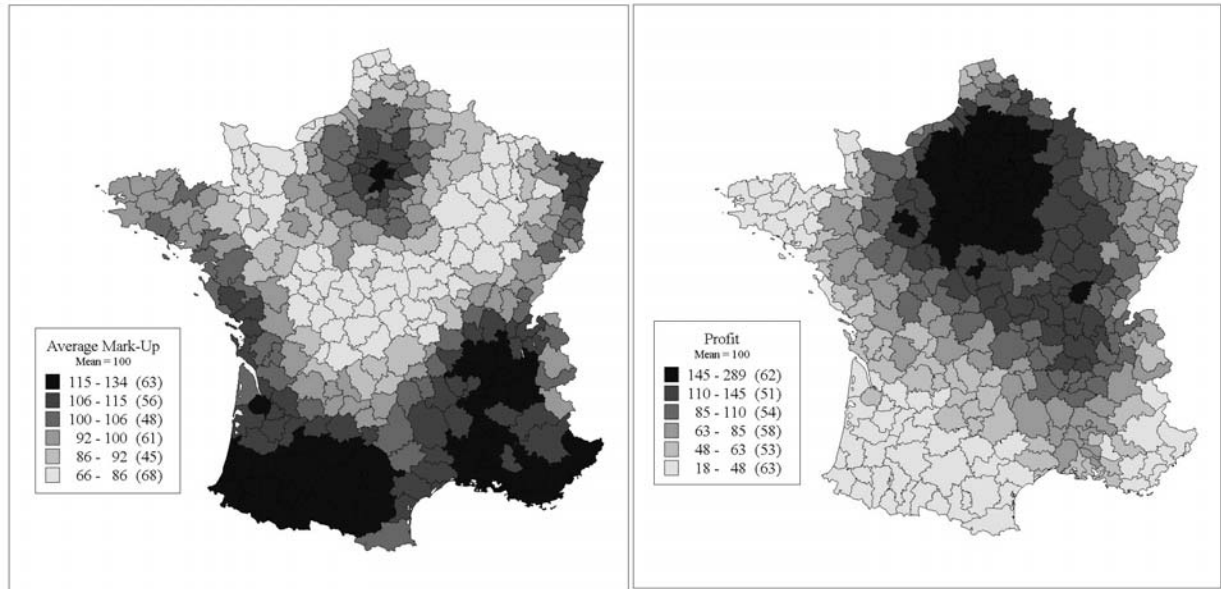 Average Mark-Up
Mean = 100
115 - 134 (63)
106 - 115 (56)
100 - 106 (48)
92 - 100 (61)
86 - 92 (45)
66 - 86 (68)
Profit
Mean = 100
145 - 289 (62)
110 - 145 (51)
85 - 110 (54)
63 - 85 (58)
48 - 63 (53)
18 - 48 (63)